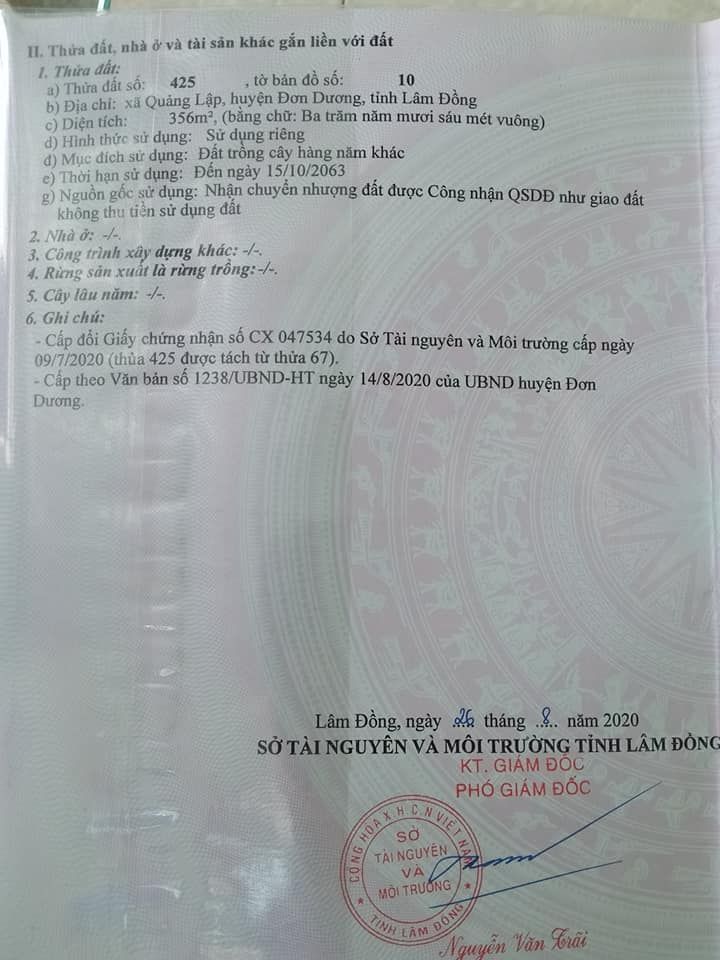 II. Thửa đất, nhà ở và tài sản khác gắn liền với đất
1. Thửa đất:
a) Thửa đất số: 425 , tờ bản đồ số: 10
b) Địa chỉ: xã Quảng Lập, huyện Đơn Dương, tỉnh Lâm Đồng
c) Diện tích: 356m², (bằng chữ: Ba trăm năm mươi sáu mét vuông)
d) Hình thức sử dụng: Sử dụng riêng
đ) Mục đích sử dụng: Đất trồng cây hàng năm khác
e) Thời hạn sử dụng: Đến ngày 15/10/2063
g) Nguồn gốc sử dụng: Nhận chuyển nhượng đất được Công nhận QSDĐ như giao đất
không thu tiền sử dụng đất
2. Nhà ở: -/-.
3. Công trình xây dựng khác: -/-.
4. Rừng sản xuất là rừng trồng: -/-.
5. Cây lâu năm: -/-.
6. Ghi chú:
- Cấp đổi Giấy chứng nhận số CX 047534 do Sở Tài nguyên và Môi trường cấp ngày
09/7/2020 (thửa 425 được tách từ thửa 67).
- Cấp theo Văn bản số 1238/UBND-HT ngày 14/8/2020 của UBND huyện Đơn
Dương.
Lâm Đồng, ngày 26 tháng 8 năm 2020
SỞ TÀI NGUYÊN VÀ MÔI TRƯỜNG TỈNH LÂM ĐỒNG
KT. GIÁM ĐỐC
PHÓ GIÁM ĐỐC
CỘNG HÒA X.H.C.N VIỆT NAM
SỞ
TÀI NGUYÊN
VÀ
MÔI TRƯỜNG
TỈNH LÂM ĐỒNG
Nguyễn Văn Trãi